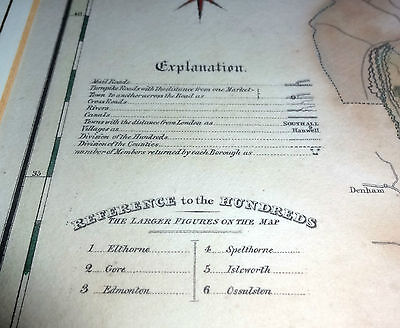 40
Explanation.
Mail Roads
Turnpike Roads with the distance from one Market-
Town to another across the Road as
Cross Roads
Rivers
Canals
Towns with the distance from London as SOUTHALL
Villages as Hanwell
Division of the Hundreds
Division of the Counties
number of Members returned by each Borough as
35
Denham
REFERENCE to the HUNDREDS
THE LARGER FIGURES ON THE MAP
1 Elthorne 4 Spelthorne
2 Gore 5 Isleworth
3 Edmonton 6 Ossulston